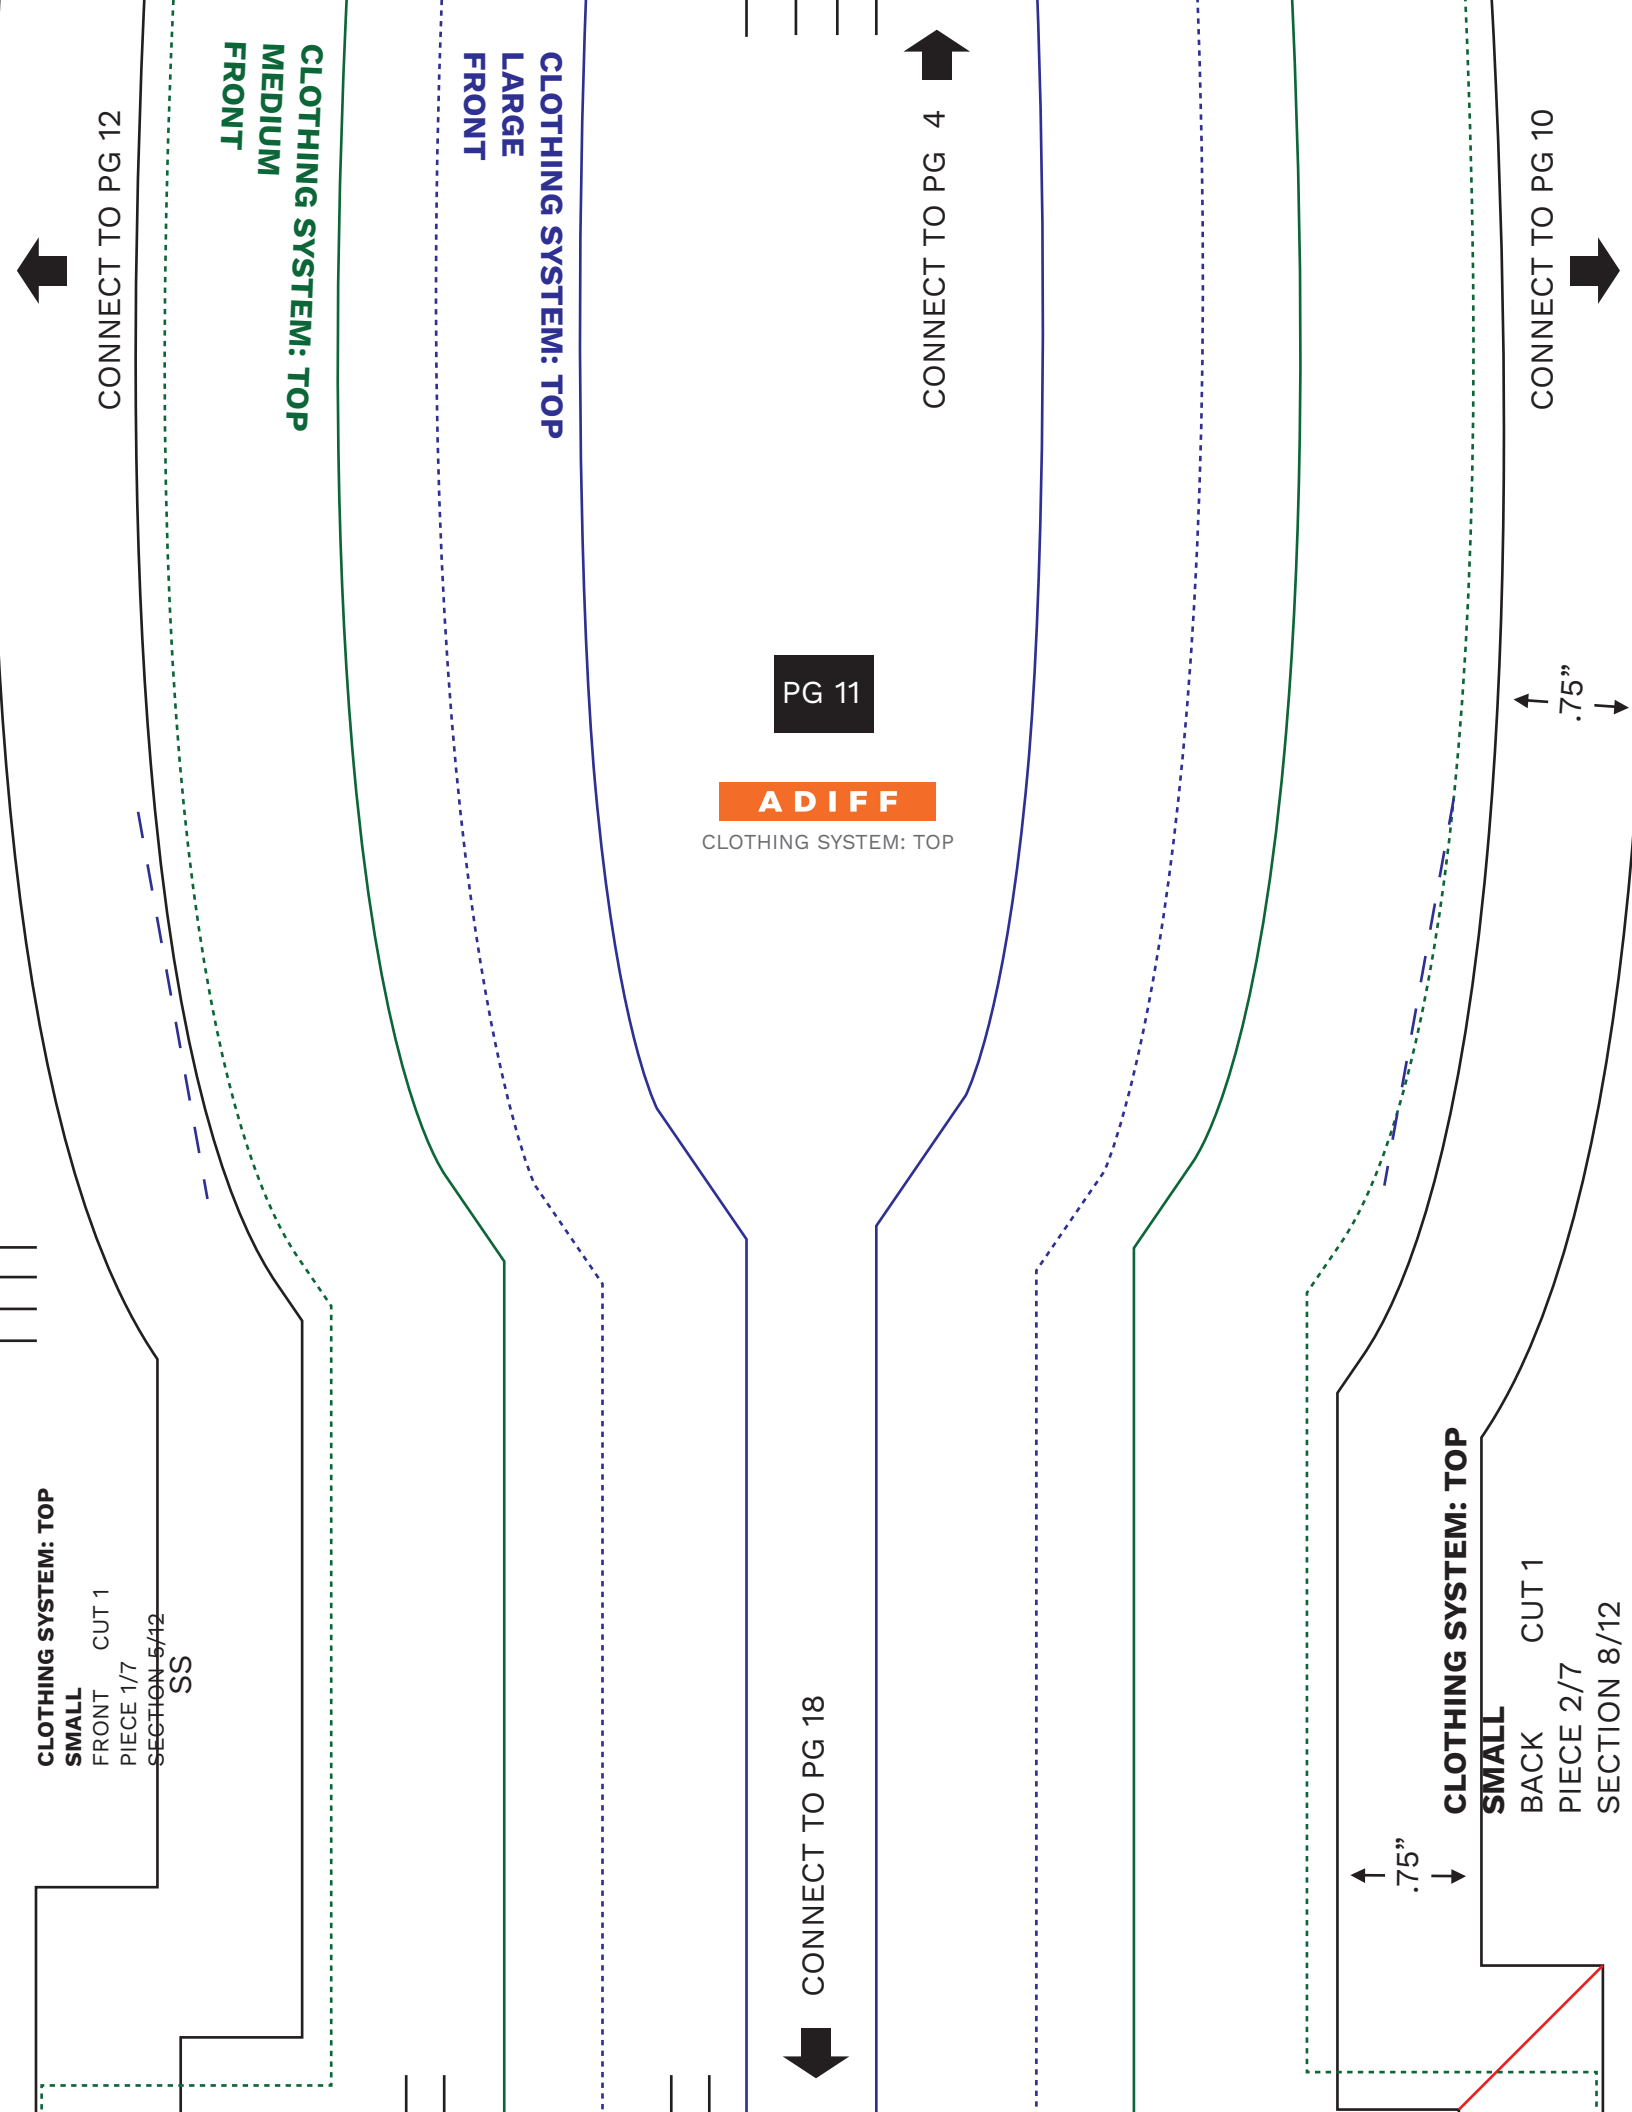 CLOTHING SYSTEM: TOP
MEDIUM
FRONT
CLOTHING SYSTEM: TOP
LARGE
FRONT
CONNECT TO PG 12
CONNECT TO PG 4
CONNECT TO PG 10
.75”
PG 11
ADIFF
CLOTHING SYSTEM: TOP
CLOTHING SYSTEM: TOP
SMALL
FRONT CUT 1
PIECE 1/7
SECTION 5/12
SS
CONNECT TO PG 18
CLOTHING SYSTEM: TOP
SMALL
BACK CUT 1
PIECE 2/7
SECTION 8/12
.75”